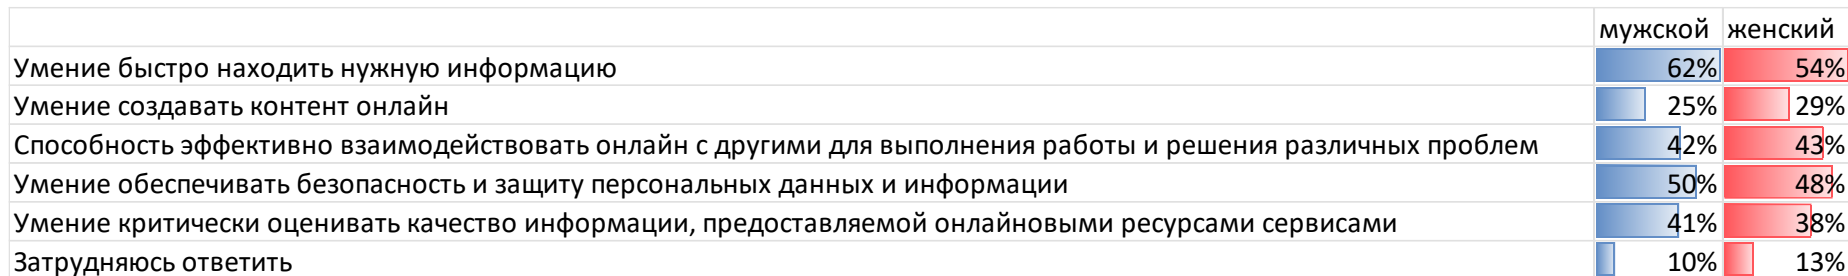 мужской женский
Умение быстро находить нужную информацию 62% 54%
Умение создавать контент онлайн 25% 29%
Способность эффективно взаимодействовать онлайн с другими для выполнения работы и решения различных проблем 42% 43%
Умение обеспечивать безопасность и защиту персональных данных и информации 50% 48%
Умение критически оценивать качество информации, предоставляемой онлайновыми ресурсами сервисами 41% 38%
Затрудняюсь ответить 10% 13%